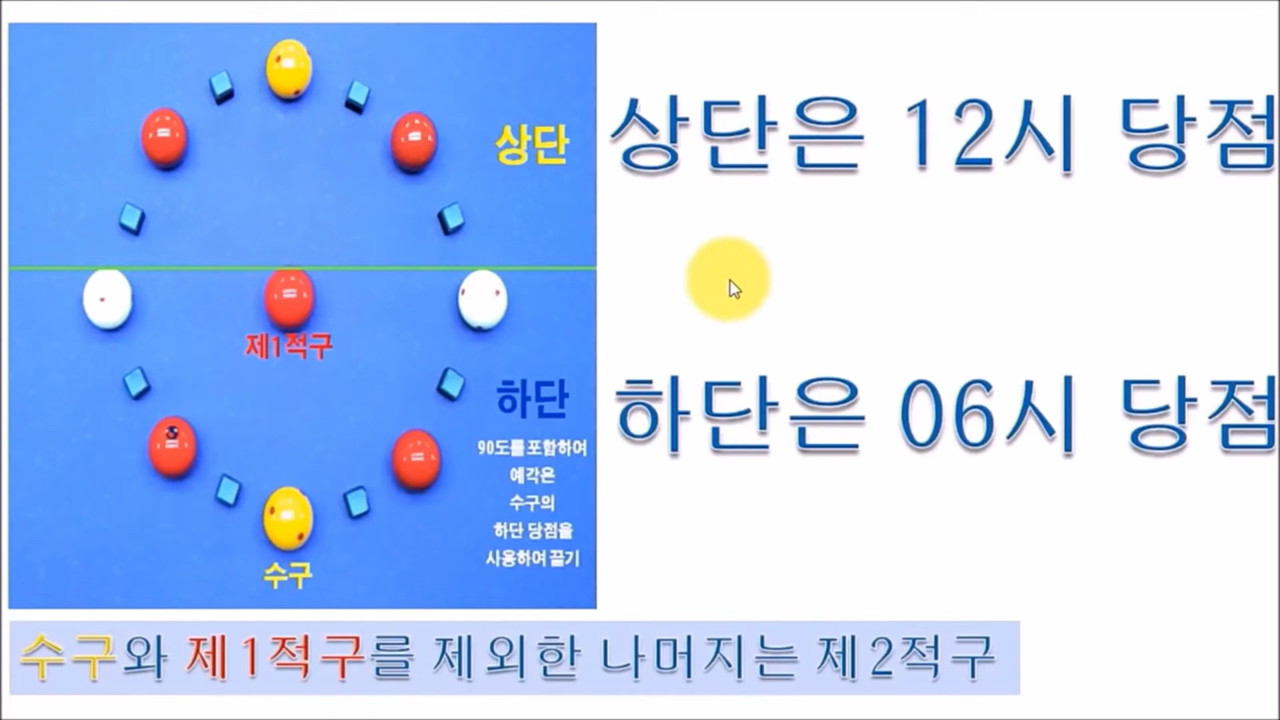 상단
상단은 12시 당점
제1적구
하단
하단은 06시 당점
90도를 포함하여
예각은
수구의
하단 당점을
사용하여 끌기
수구
수구와 제1적구를 제외한 나머지는 제2적구